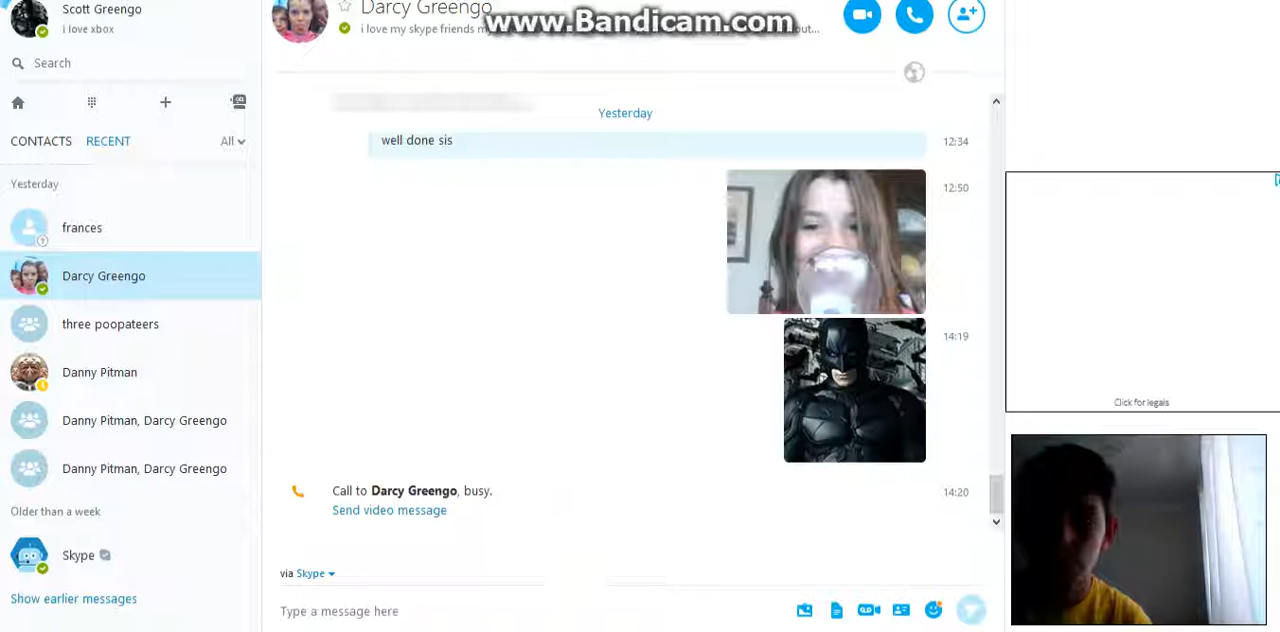 Scott Greengo
i love xbox
Search
CONTACTS RECENT All
Yesterday
frances
Darcy Greengo
three poopateers
Danny Pitman
Danny Pitman, Darcy Greengo
Danny Pitman, Darcy Greengo
Older than a week
Skype
Show earlier messages
Darcy Greengo
www.Bandicam.com
i love my skype friends
Yesterday
well done sis 12:34
12:50
14:19
Call to Darcy Greengo, busy. 14:20
Send video message
via Skype
Type a message here
Click for legals